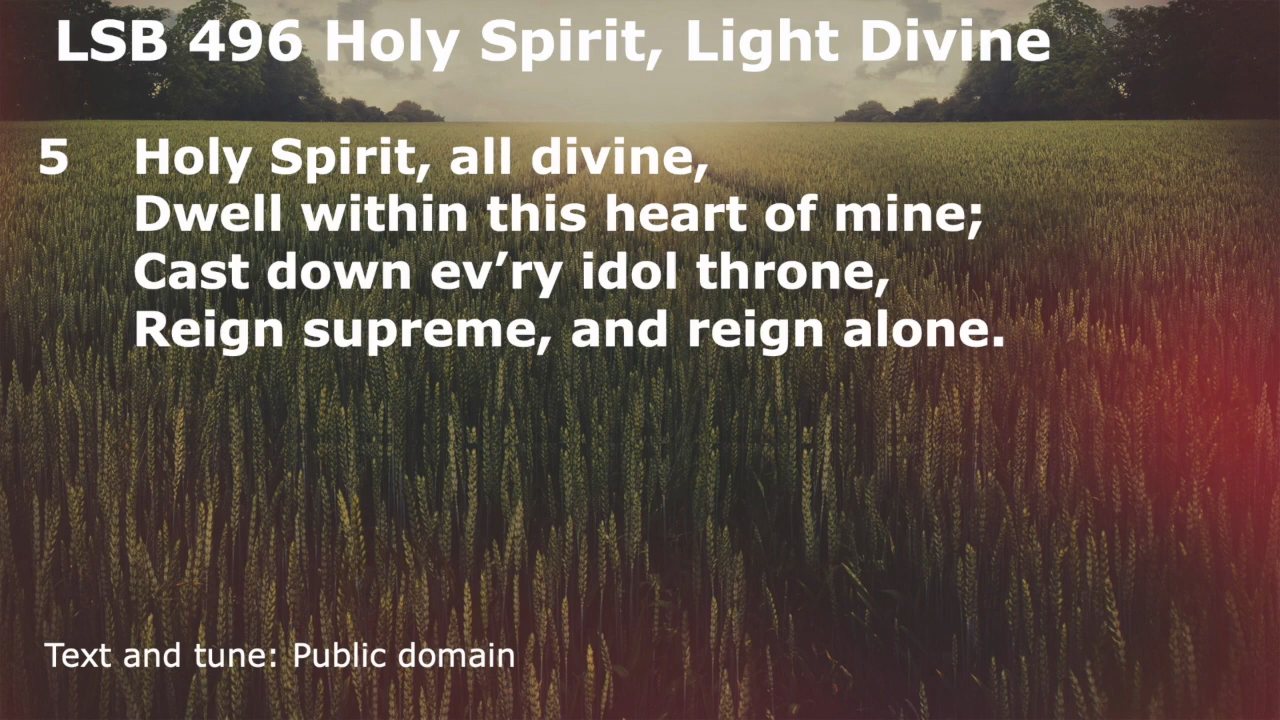 LSB 496 Holy Spirit, Light Divine
5 Holy Spirit, all divine,
Dwell within this heart of mine;
Cast down ev’ry idol throne,
Reign supreme, and reign alone.
Text and tune: Public domain